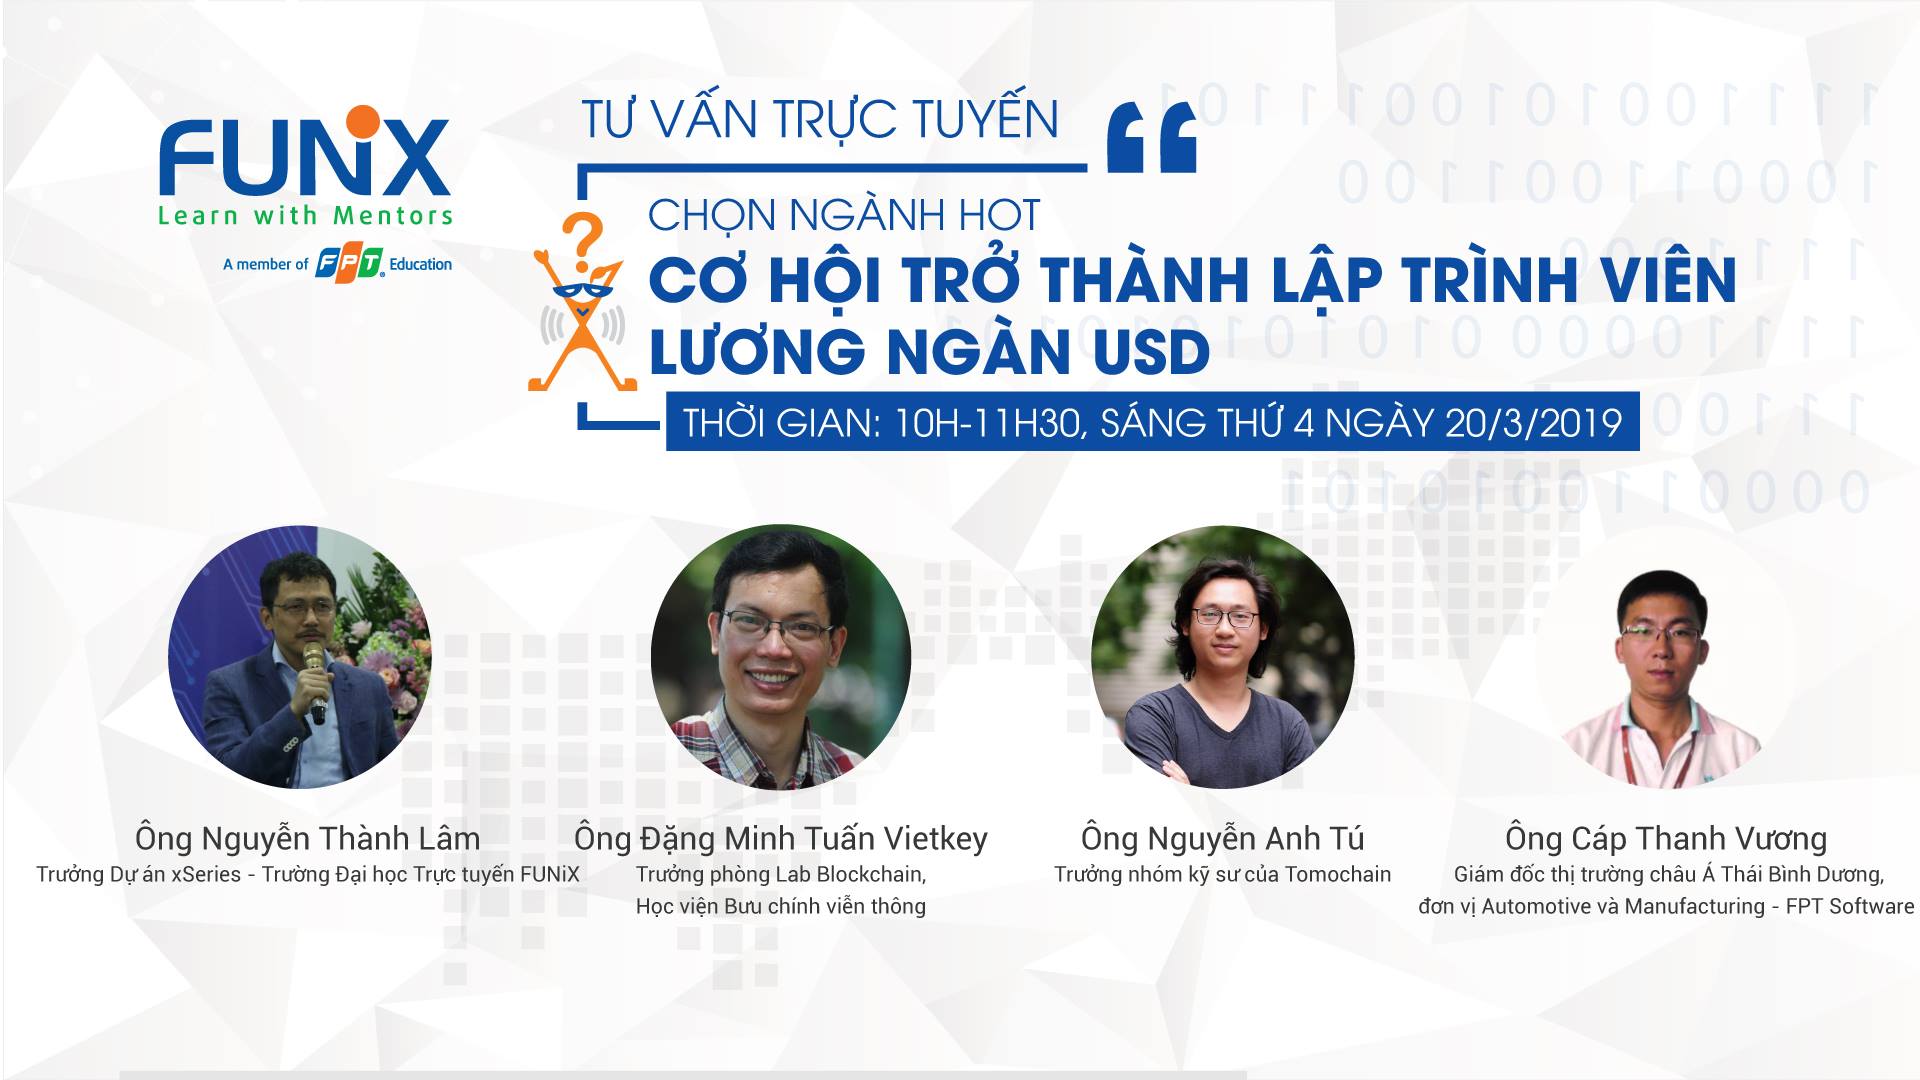 FUNiX
Learn with Mentors
A member of FPT Education
TƯ VẤN TRỰC TUYẾN
CHỌN NGÀNH HOT
CƠ HỘI TRỞ THÀNH LẬP TRÌNH VIÊN
LƯƠNG NGÀN USD
THỜI GIAN: 10H-11H30, SÁNG THỨ 4 NGÀY 20/3/2019
Ông Nguyễn Thành Lâm
Trưởng Dự án xSeries - Trường Đại học Trực tuyến FUNiX
Ông Đặng Minh Tuấn Vietkey
Trưởng phòng Lab Blockchain,
Học viện Bưu chính viễn thông
Ông Nguyễn Anh Tú
Trưởng nhóm kỹ sư của Tomochain
Ông Cáp Thanh Vương
Giám đốc thị trường châu Á Thái Bình Dương,
đơn vị Automotive và Manufacturing - FPT Software